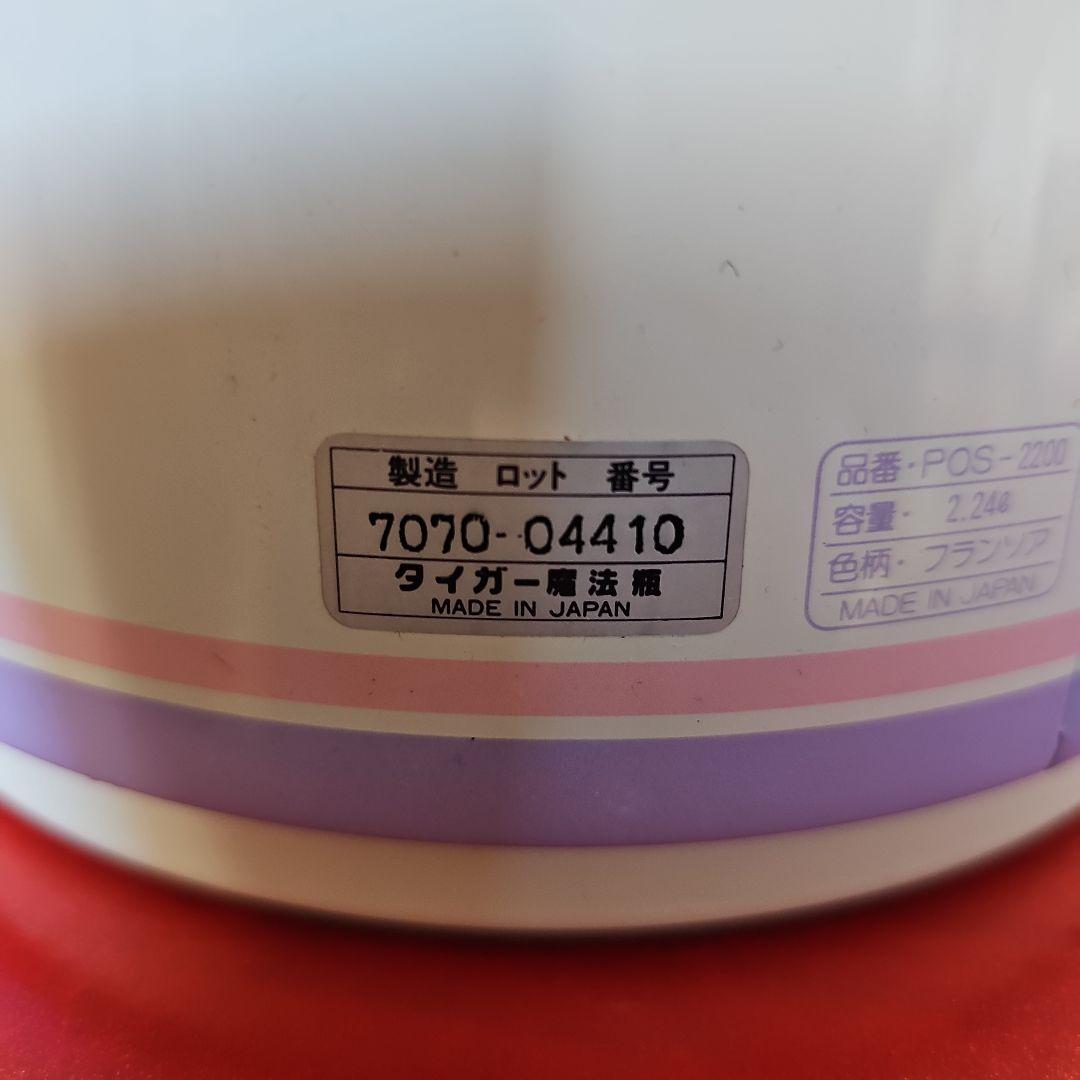 製造 ロット 番号
7070-04410
タイガー魔法瓶
MADE IN JAPAN
品番・POS-2200
容量・ 2.24ℓ
色柄・フランソア
MADE IN JAPAN